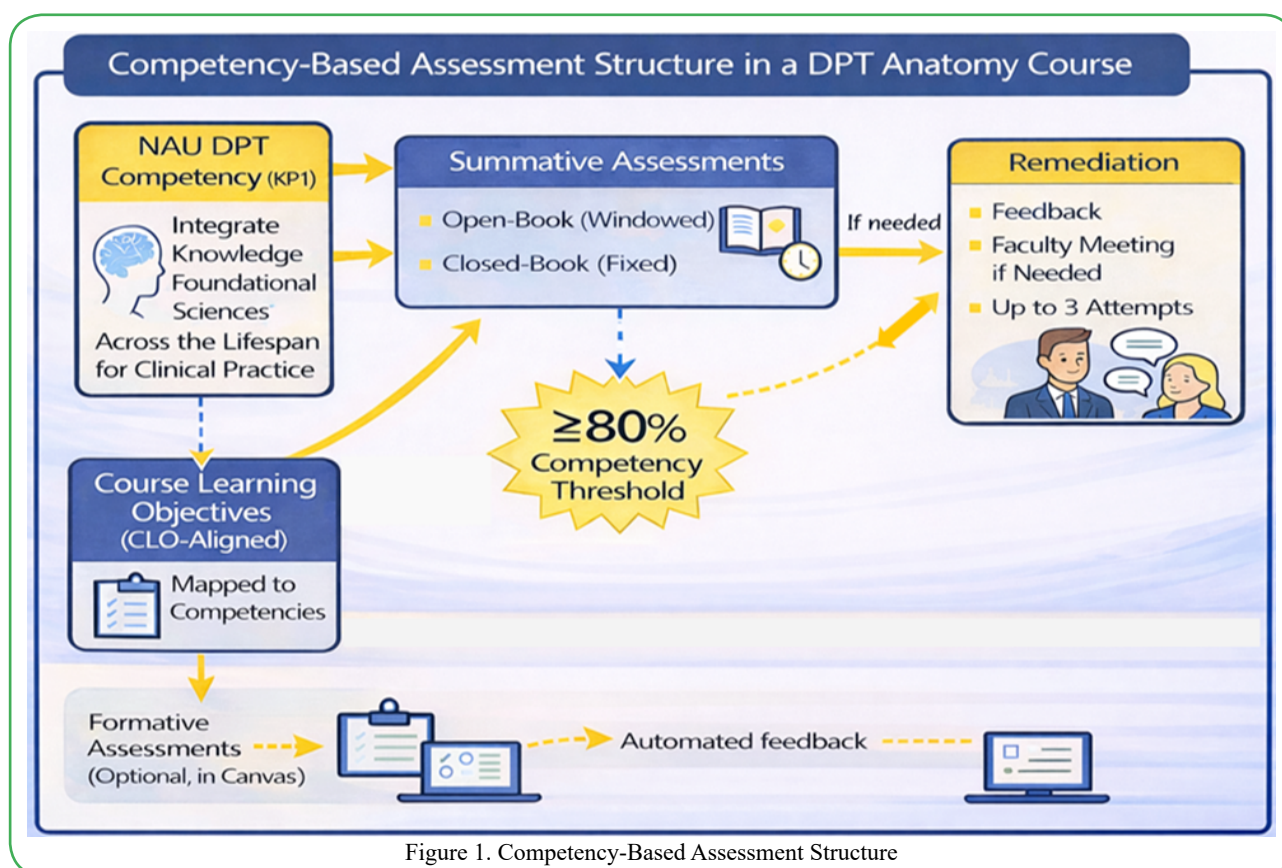 Competency-Based Assessment Structure in a DPT Anatomy Course
NAU DPT
Competency (KP1)
Integrate
Knowledge
Foundational
Sciences
Across the Lifespan
for Clinical Practice
Summative Assessments
Open-Book (Windowed)
Closed-Book (Fixed)
If needed
Remediation
Feedback
Faculty Meeting
if Needed
Up to 3 Attempts
≧80%
Competency
Threshold
Course Learning
Objectives
(CLO-Aligned)
Mapped to
Competencies
Formative
Assessments
(Optional, in Canvas)
Automated feedback
Figure 1. Competency-Based Assessment Structure